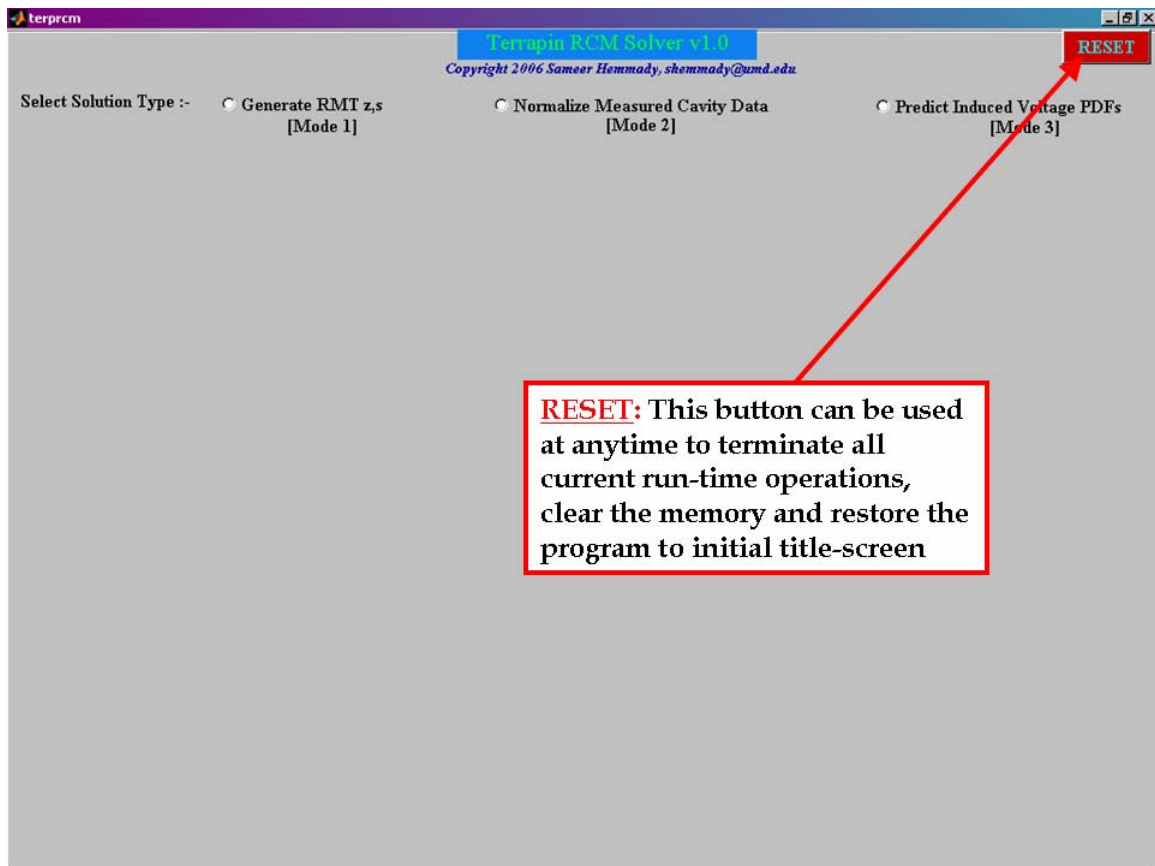 terprcm
Terrapin RCM Solver v1.0
RESET
Copyright 2006 Sameer Hemmady, shemmady@umd.edu
Select Solution Type :-
Generate RMT z,s
[Mode 1]
Normalize Measured Cavity Data
[Mode 2]
Predict Induced Voltage PDFs
[Mode 3]
RESET: This button can be used
at anytime to terminate all
current run-time operations,
clear the memory and restore the
program to initial title-screen